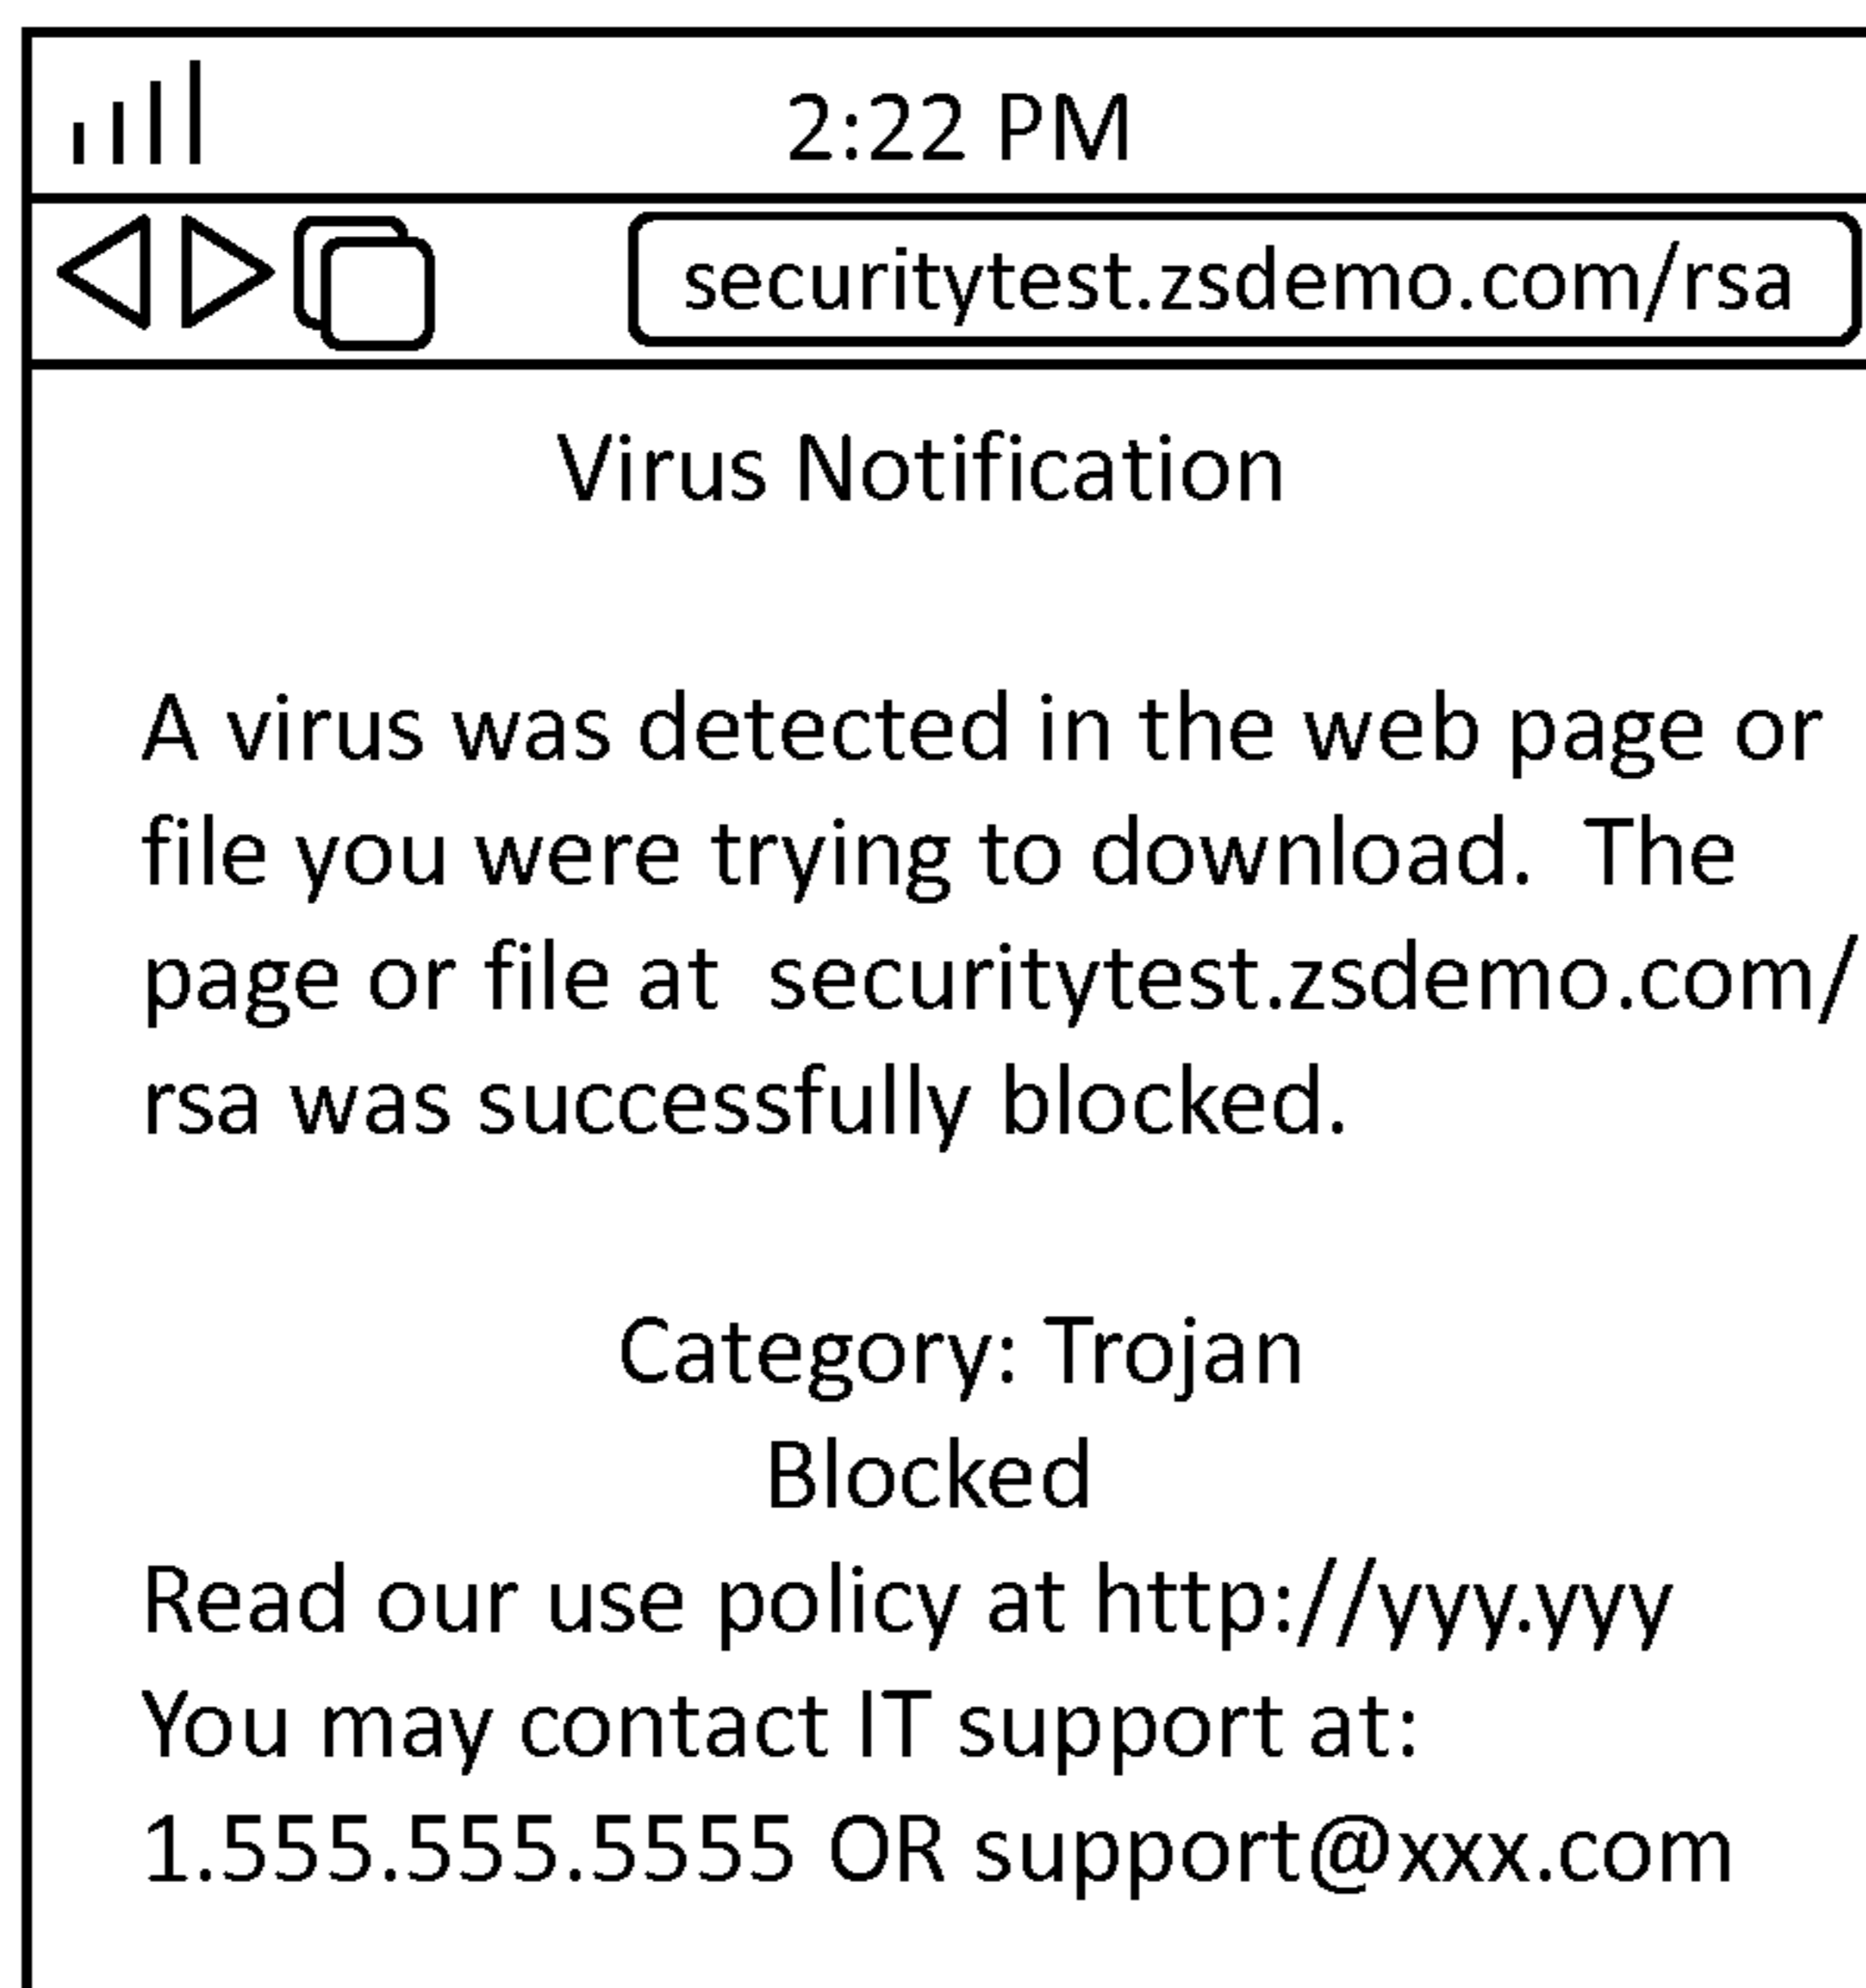 2:22 PM
securitytest.zsdemo.com/rsa
Virus Notification
A virus was detected in the web page or
file you were trying to download.  The
page or file at  securitytest.zsdemo.com/
rsa was successfully blocked.
Category: Trojan
Blocked
Read our use policy at http://yyy.yyy
You may contact IT support at:
1.555.555.5555 OR support@xxx.com